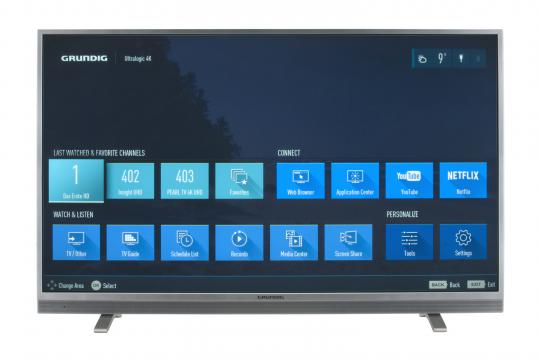 GRUNDIG Ultralogic 4K 9°
LAST WATCHED & FAVORITE CHANNELS CONNECT
1 402 403 YouTube NETFLIX
Das Erste HD Insight UHD PEARL TV 4K UHD Favorites Web Browser Application Center YouTube Netflix
WATCH & LISTEN PERSONALIZE
TV / Other TV Guide Schedule List Records Media Center Screen Share Tools Settings
Change Area OK Select BACK Back EXIT Exit
GRUNDIG